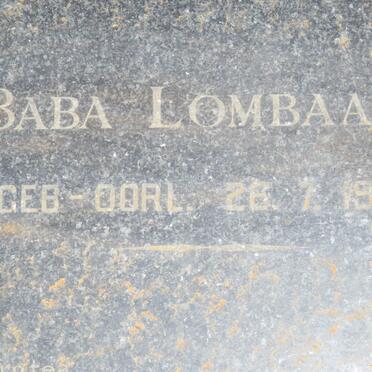 BABA LOMBAA
GEB-OORL. 28. 7. 19